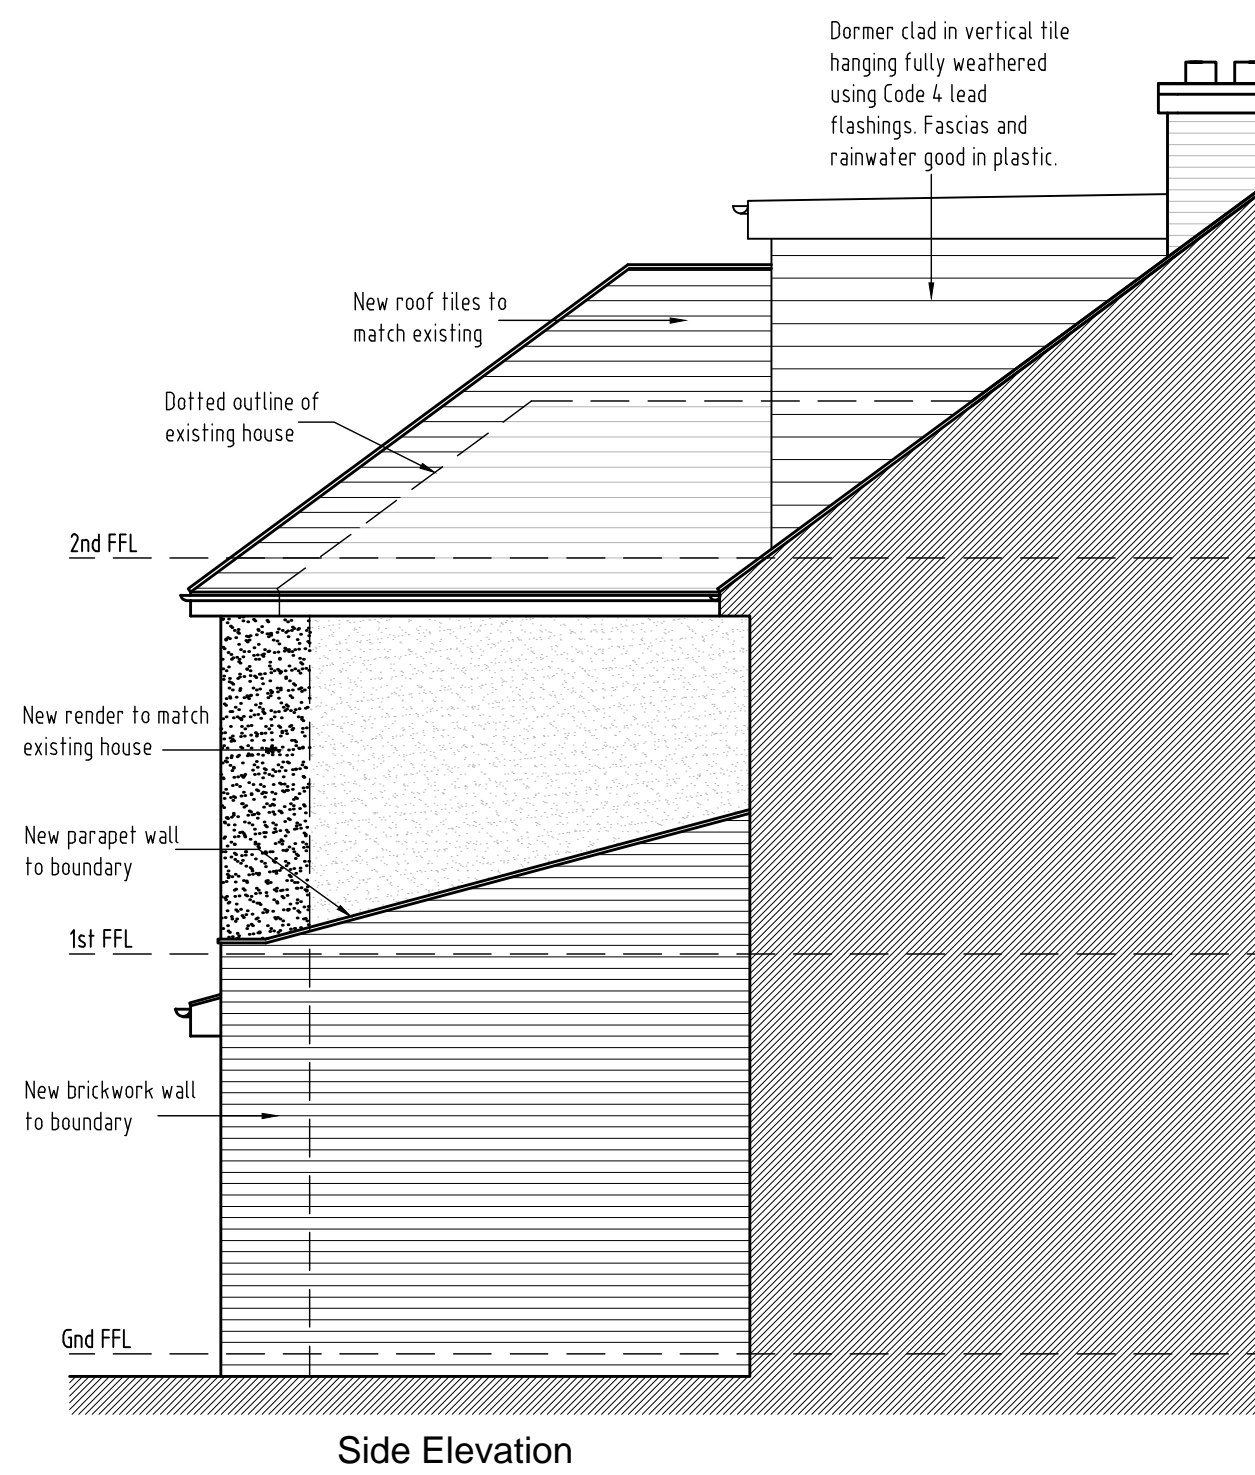 Dormer clad in vertical tile
hanging fully weathered
using Code 4 lead
flashings. Fascias and
rainwater good in plastic.
New roof tiles to
match existing
Dotted outline of
existing house
2nd FFL
New render to match
existing house
New parapet wall
to boundary
1st FFL
New brickwork wall
to boundary
Gnd FFL
Side Elevation